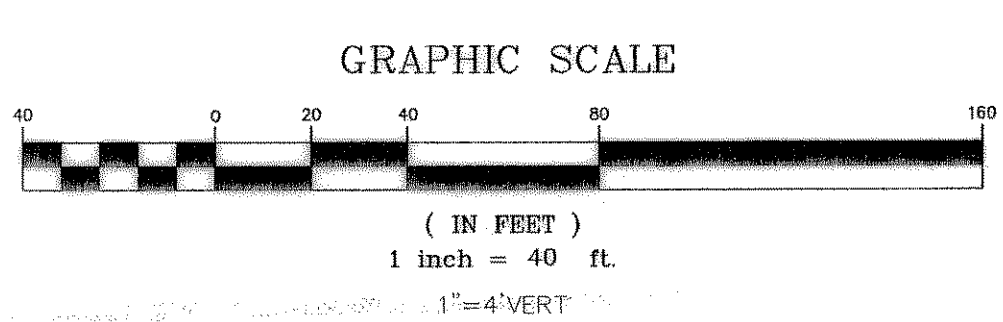 GRAPHIC SCALE
40 0 20 40 80 160
( IN FEET )
1 inch = 40 ft.
1"=4'VERT